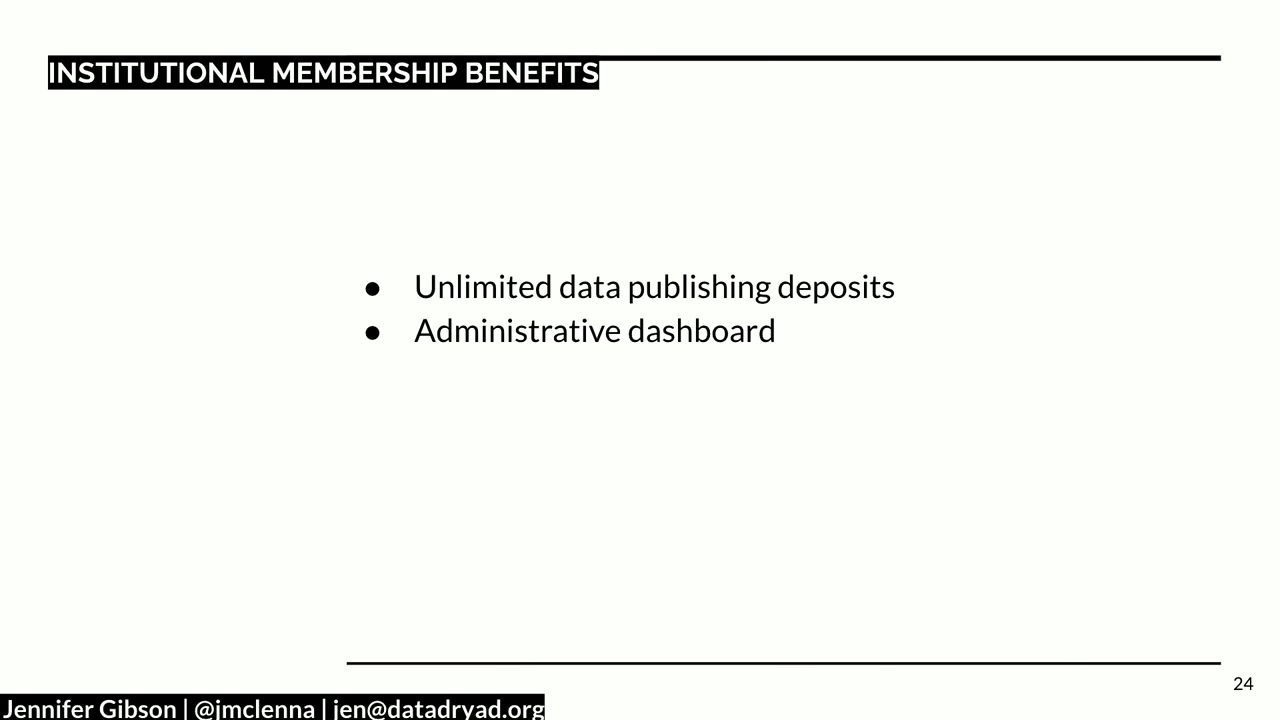 INSTITUTIONAL MEMBERSHIP BENEFITS
● Unlimited data publishing deposits
● Administrative dashboard
24
Jennifer Gibson | @jmclenna | jen@datadryad.org